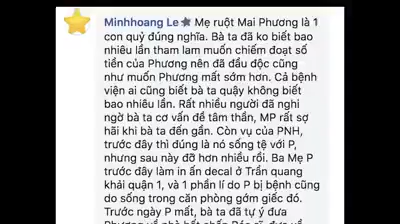 Minhhoang Le Mẹ ruột Mai Phương là 1
con quỷ đúng nghĩa. Bà ta đã ko biết bao
nhiêu lần tham lam muốn chiếm đoạt số
tiền của Phương nên đã đầu độc cũng
như muốn Phương mất sớm hơn. Cả bệnh
viện ai cũng biết bà ta quậy không biết
bao nhiêu lần. Rất nhiều người đã nghi
ngờ bà ta cơ vấn đề tâm thần, MP rất sợ
hãi khi bà ta đến gần. Còn vụ của PNH,
trước đây thì đúng là nó sống tệ với P,
nhưng sau này đỡ hơn nhiều rồi. Ba Mẹ P
trước đây làm in ấn decal ở Trần quang
khải quận 1, và 1 phần lí do P bị bệnh cũng
do sống trong căn phòng gớm giếc đó.
Trước ngày P mất, bà ta đã tự ý đưa